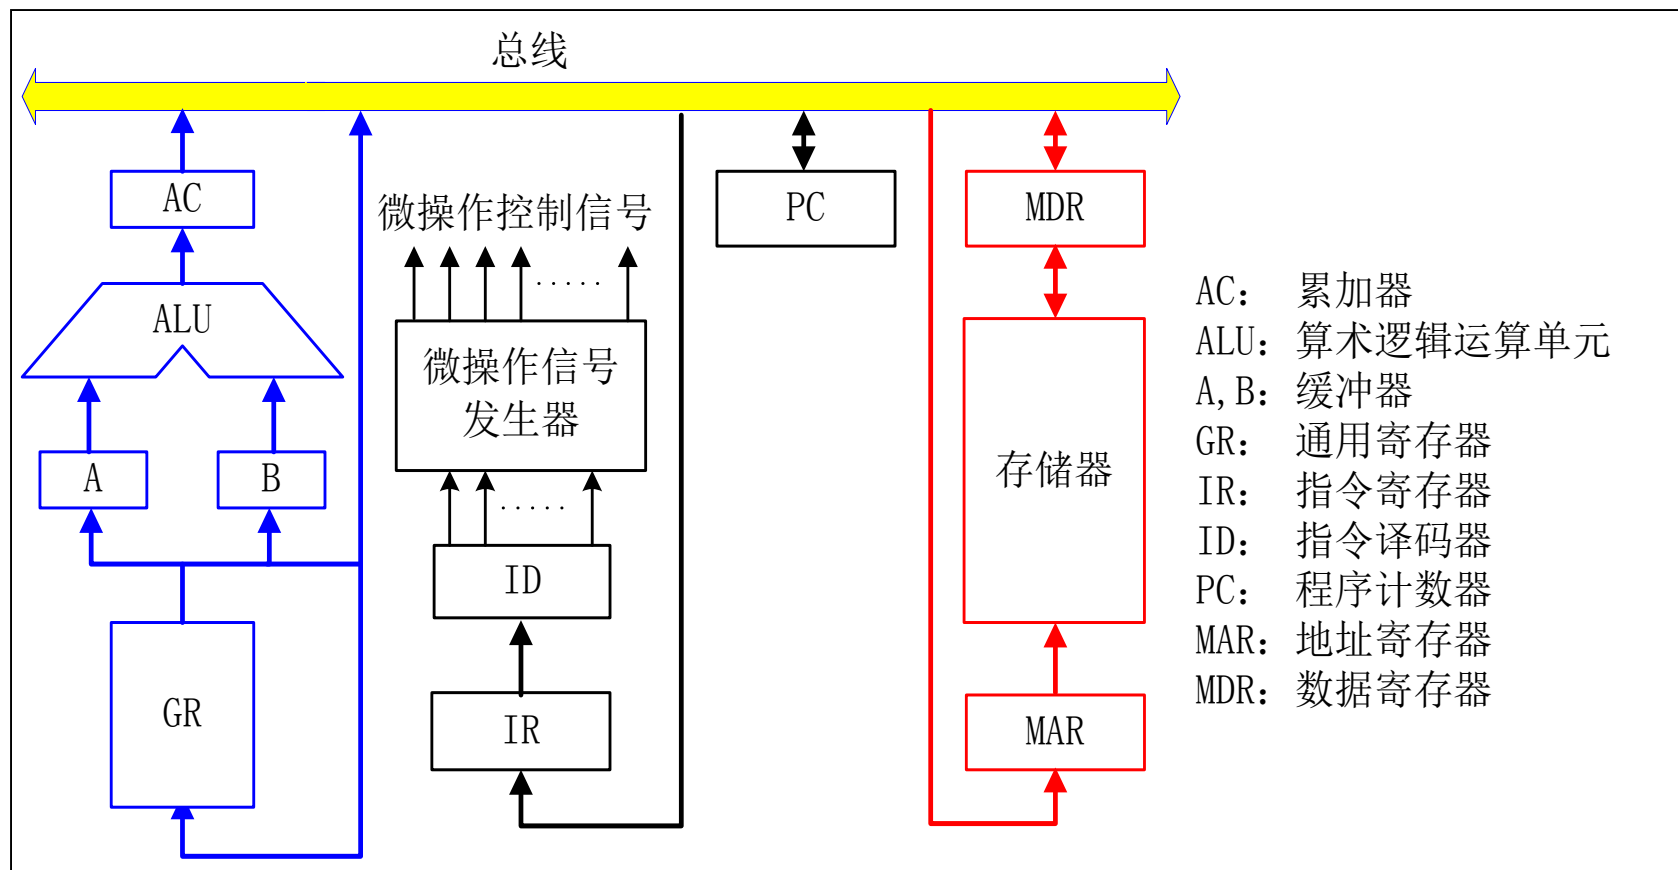 总线
AC
微操作控制信号
PC
MDR
ALU
微操作信号
发生器
A
B
存储器
ID
GR
IR
MAR
AC: 累加器
ALU: 算术逻辑运算单元
A,B: 缓冲器
GR: 通用寄存器
IR: 指令寄存器
ID: 指令译码器
PC: 程序计数器
MAR: 地址寄存器
MDR: 数据寄存器